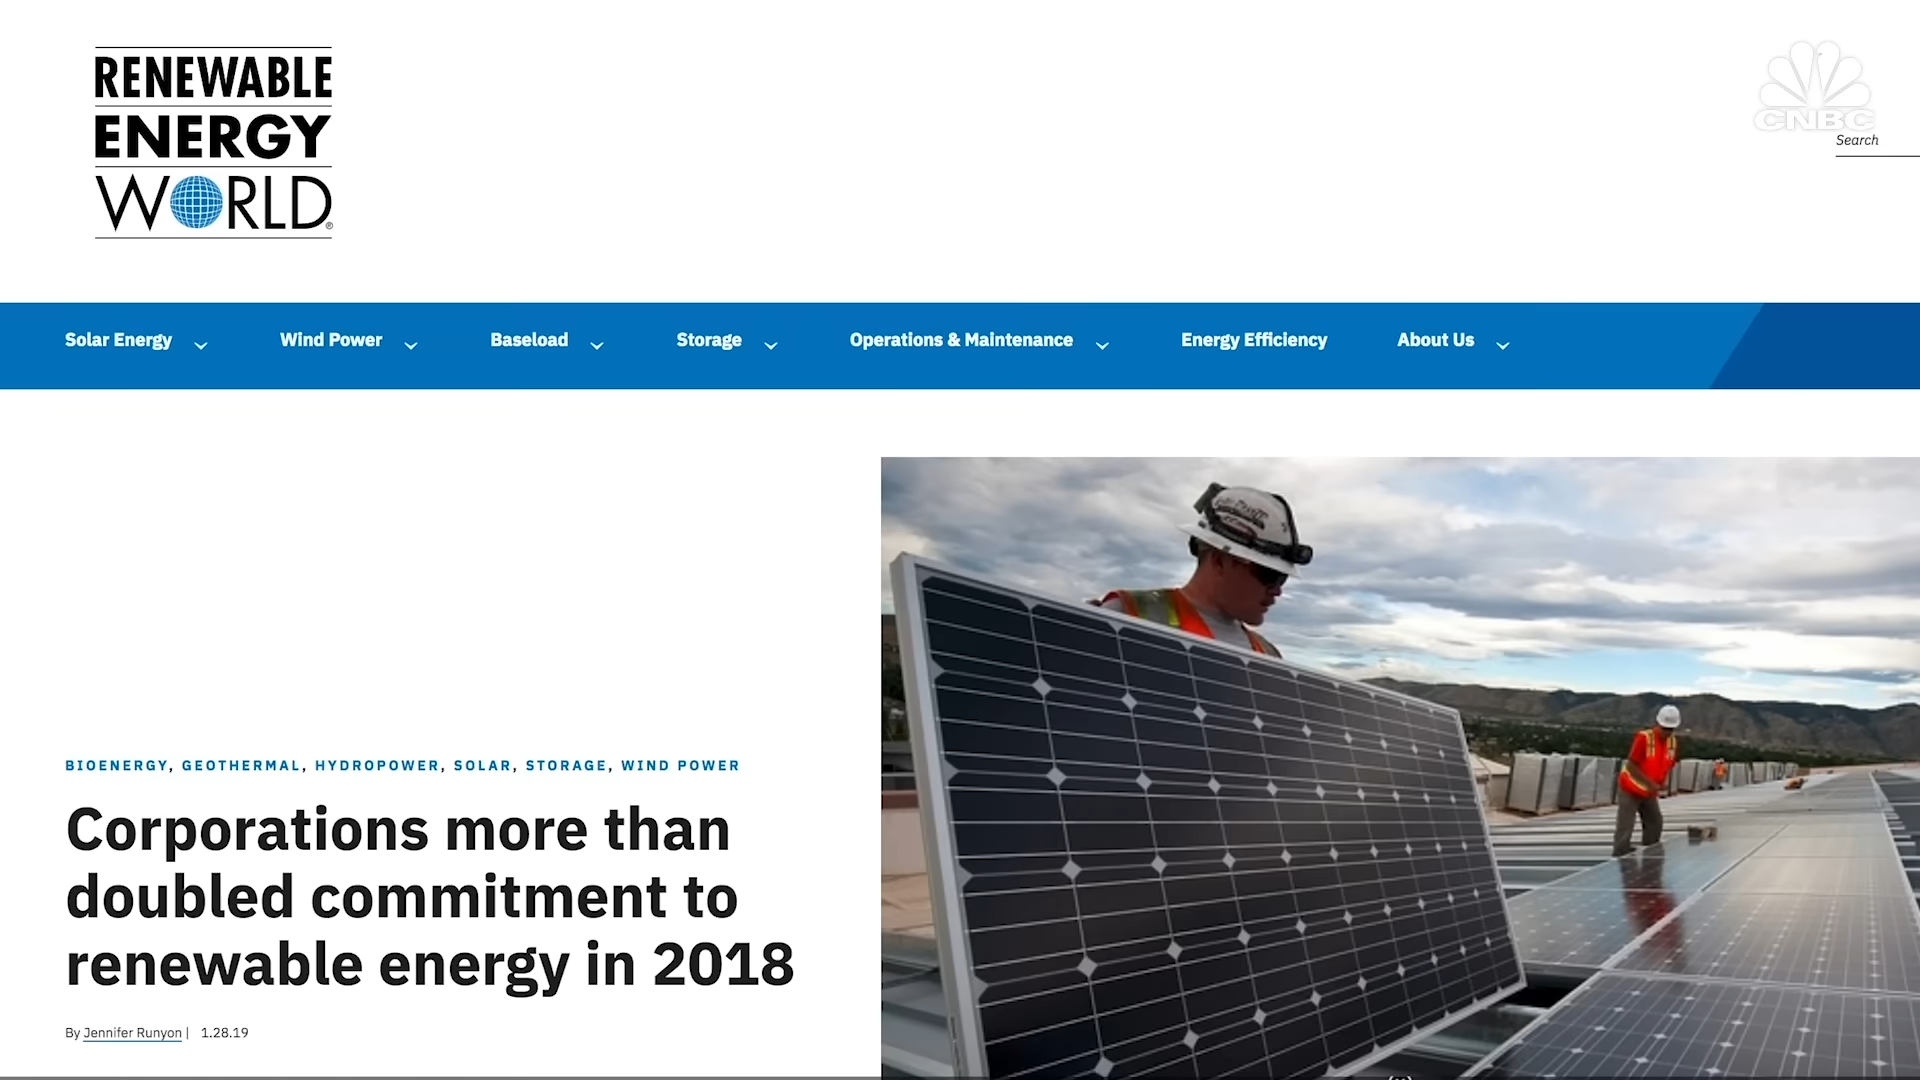 RENEWABLE
ENERGY
WORLD®
CNBC
Search
Solar Energy Wind Power Baseload Storage Operations & Maintenance Energy Efficiency About Us
BIOENERGY, GEOTHERMAL, HYDROPOWER, SOLAR, STORAGE, WIND POWER
Corporations more than
doubled commitment to
renewable energy in 2018
By Jennifer Runyon | 1.28.19